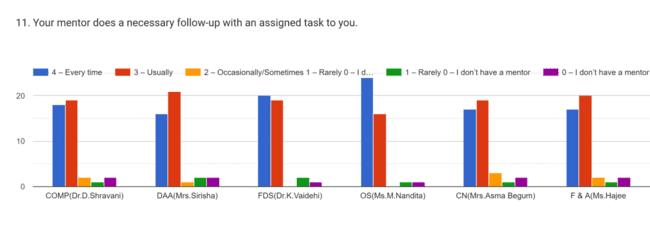 11. Your mentor does a necessary follow-up with an assigned task to you.
4 – Every time 3 – Usually 2 – Occasionally/Sometimes 1 – Rarely 0 – I d... 1 – Rarely 0 – I don't have a mentor 0 – I don't have a mentor
20
10
0
COMP(Dr.D.Shravani) DAA(Mrs.Sirisha) FDS(Dr.K.Vaidehi) OS(Ms.M.Nandita) CN(Mrs.Asma Begum) F & A(Ms.Hajee